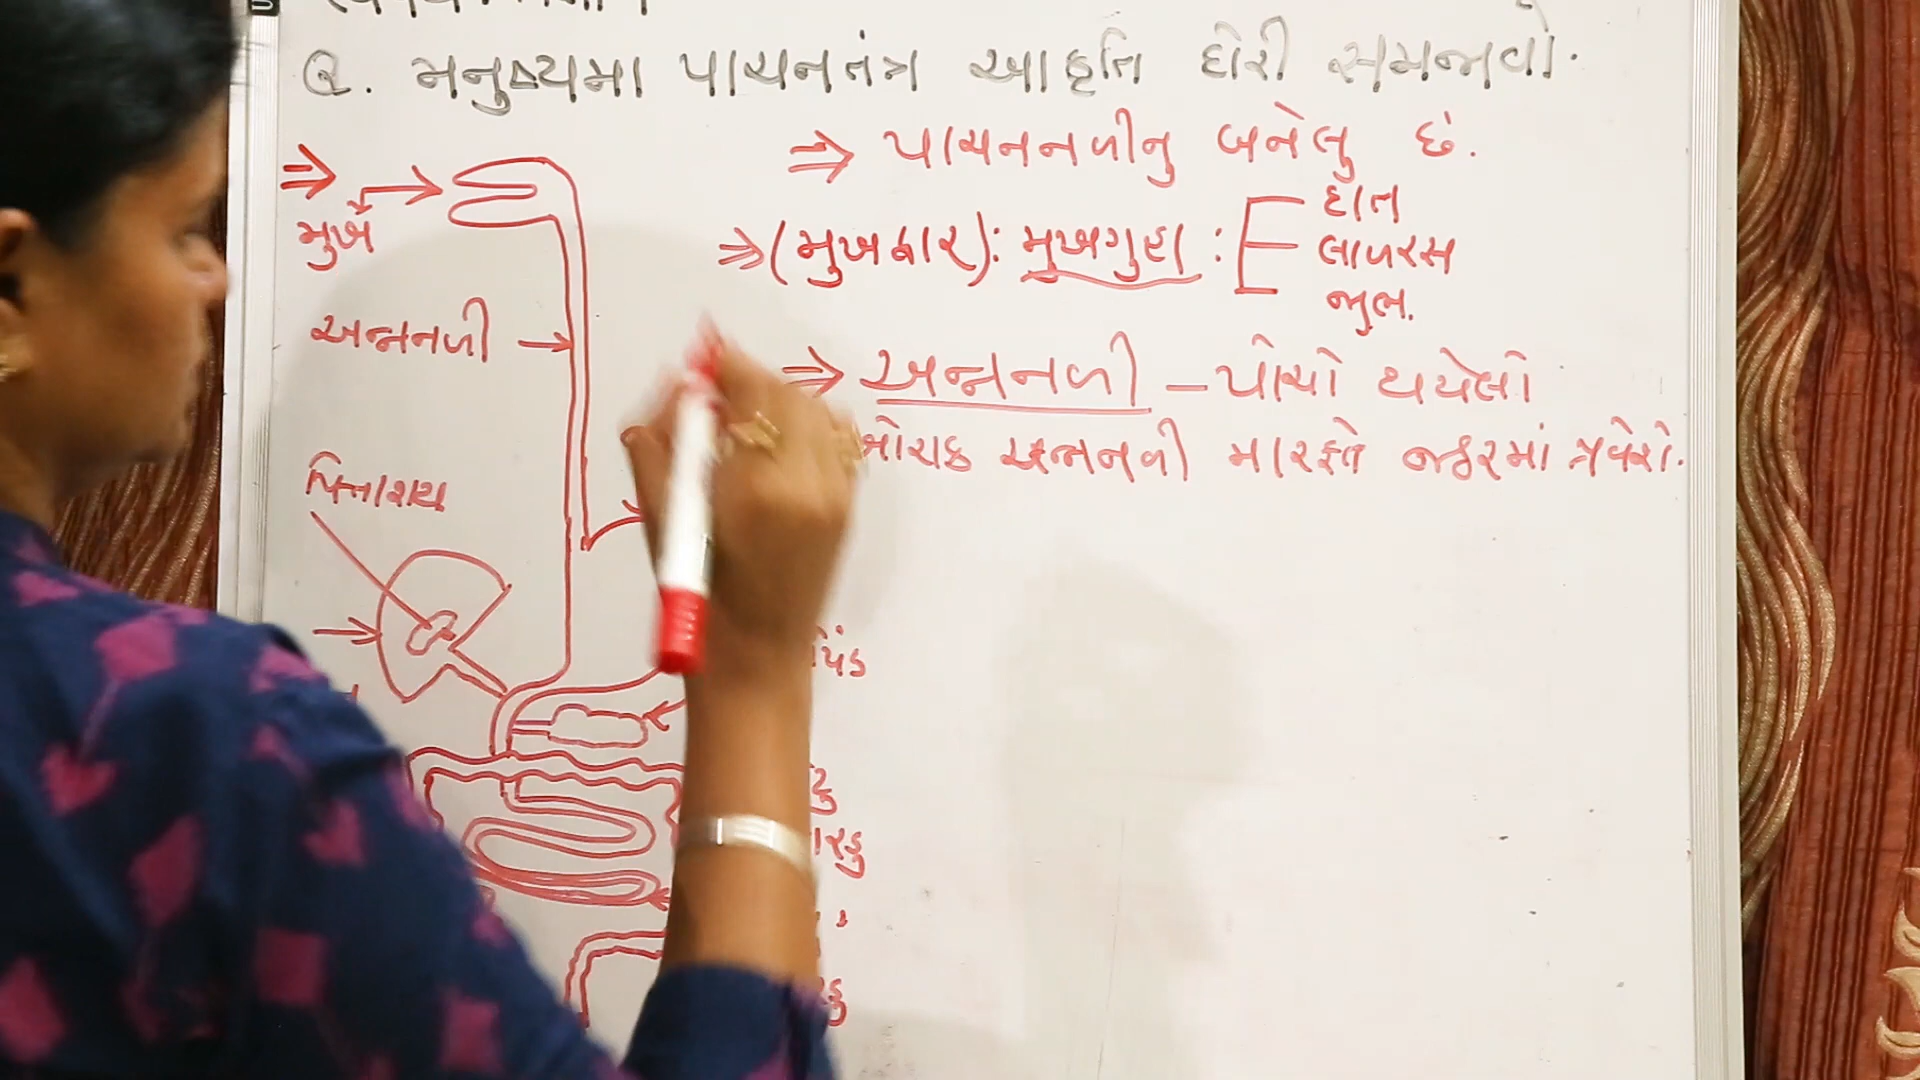 Q. મનુષ્યમા પાચનતંત્ર આકૃતિ દોરી સમજાવો.
⇒ પાચનનળીનુ બનેલુ છે.
⇒ (મુખદ્વાર): મુખગુહા : દાત
લાળરસ
જીભ.
⇒ અન્નનળી – પોચો થયેલો
ખોરાક અન્નનળી મારફતે જઠરમાં પ્રવેશે.
મુખ
અન્નનળી
પિત્તાશય